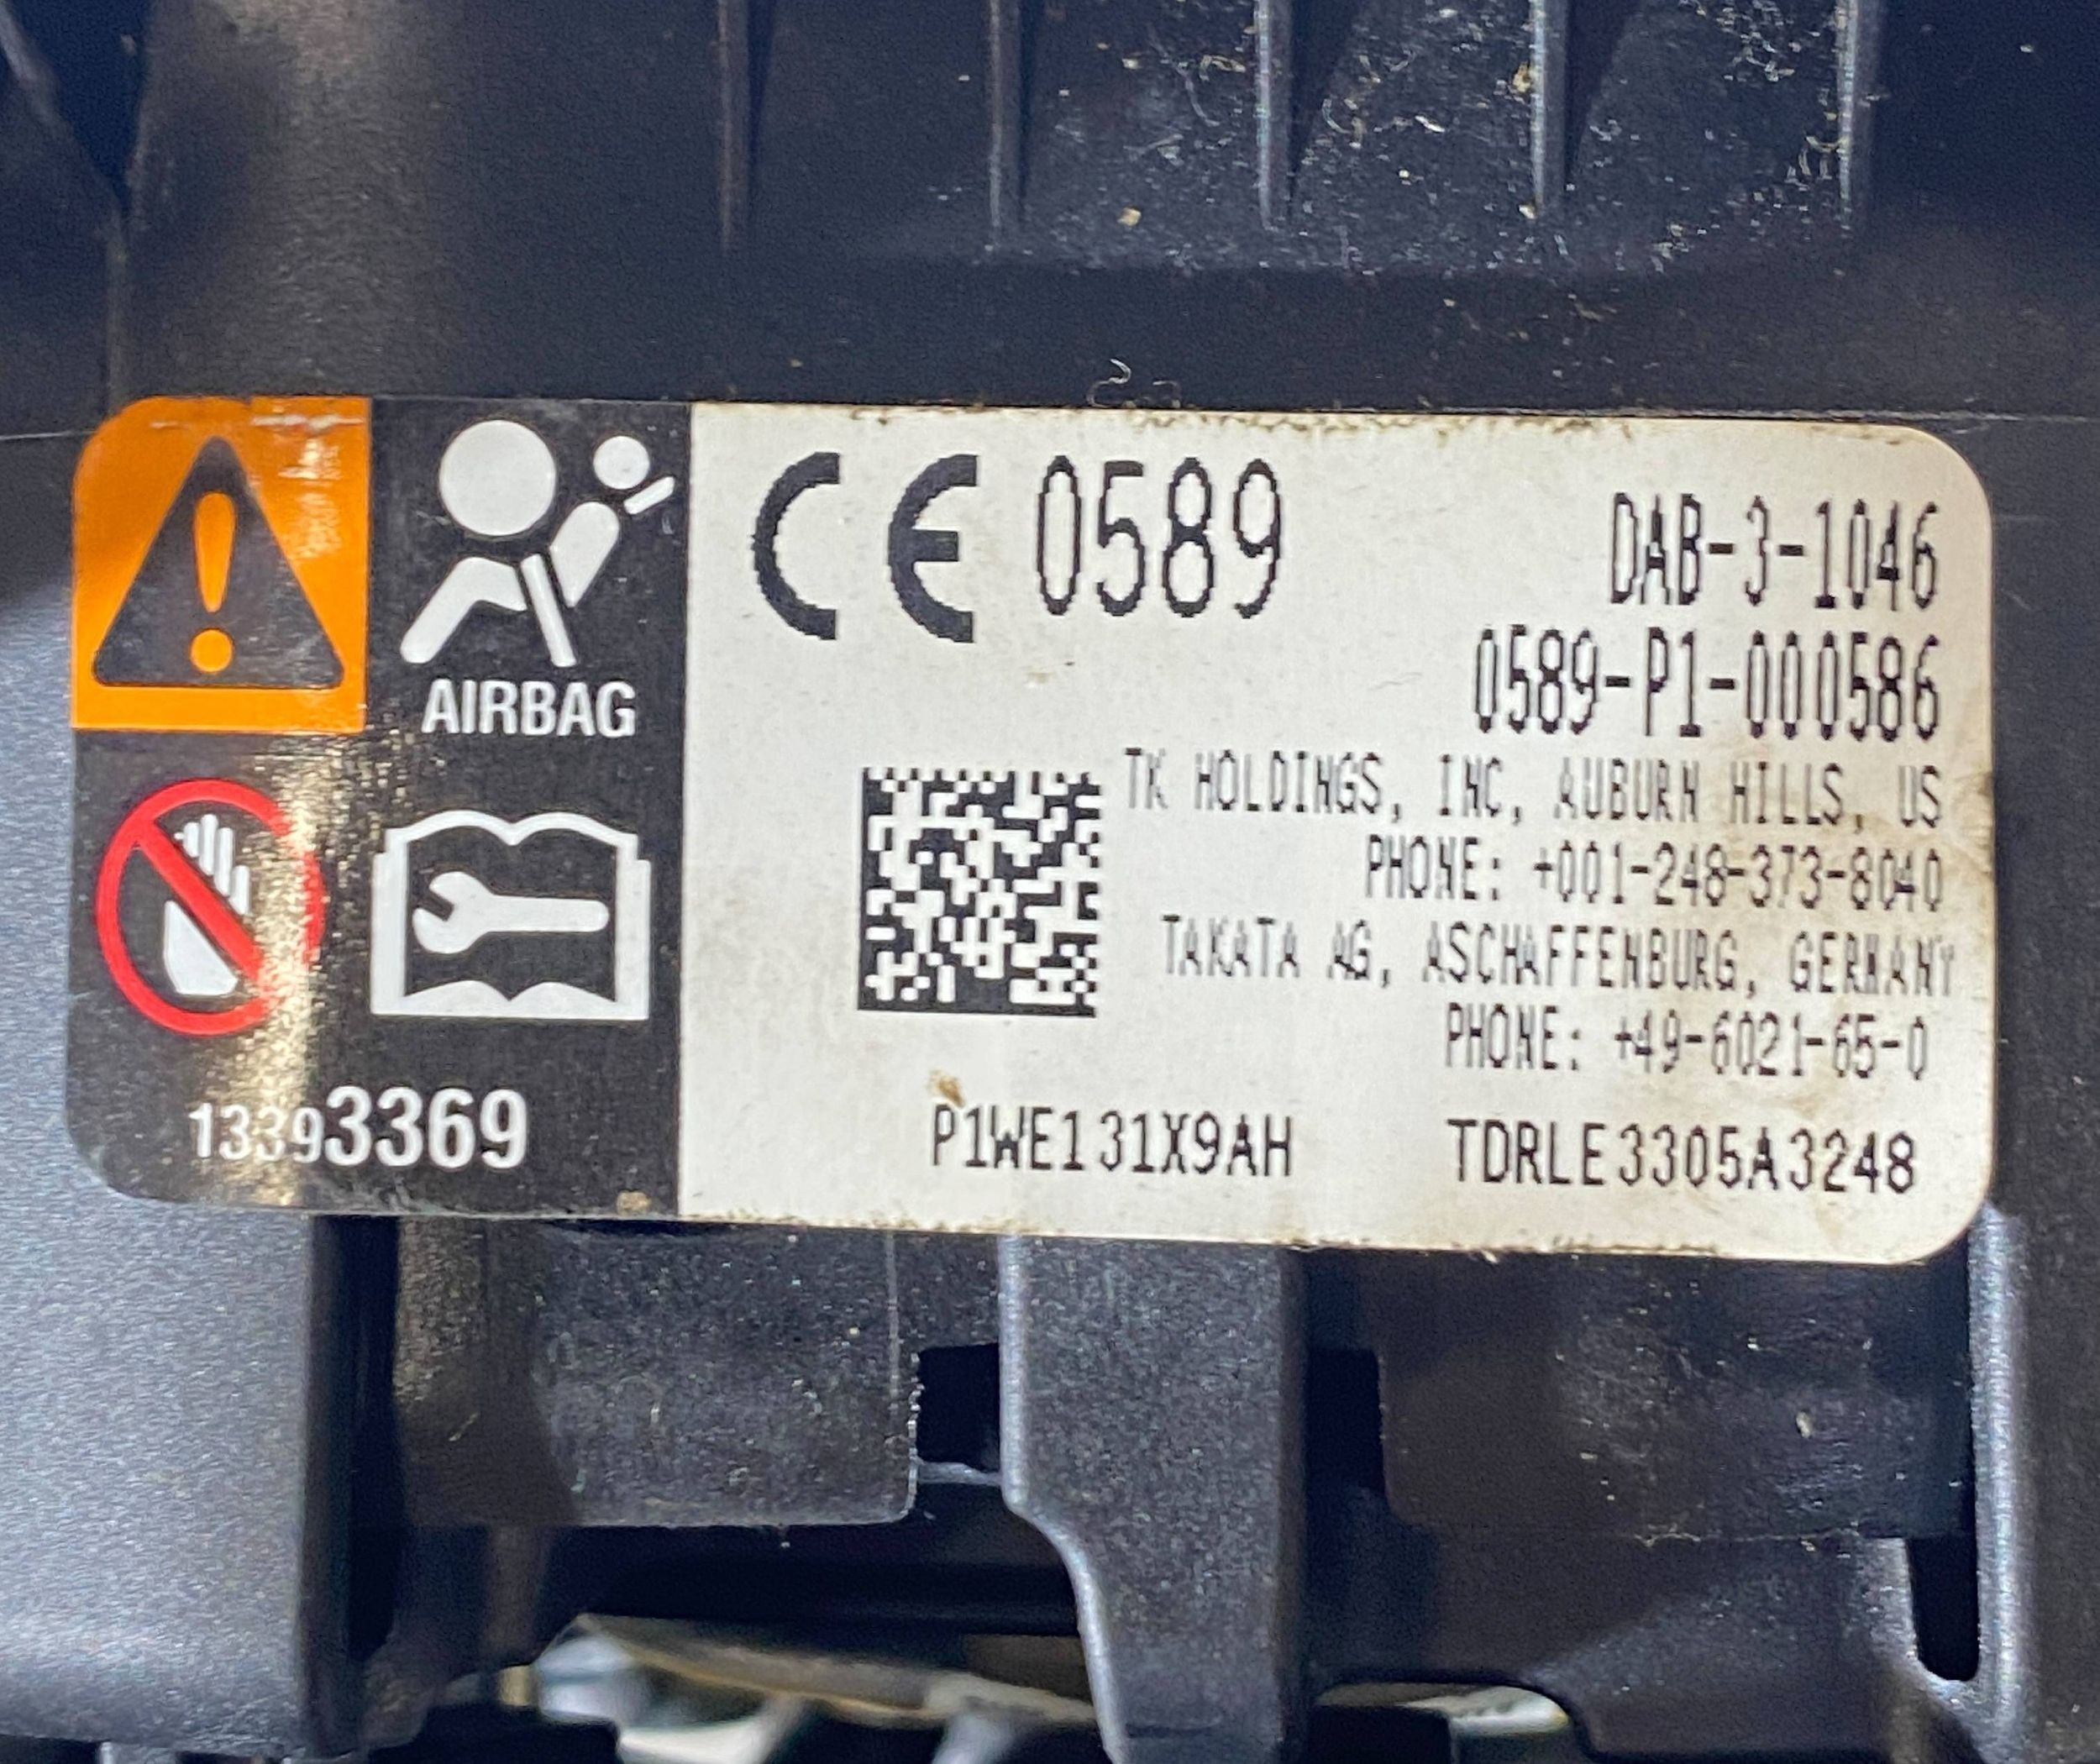 AIRBAG
13393369
CE 0589
DAB-3-1046
0589-P1-000586
TK HOLDINGS, INC, AUBURN HILLS, US
PHONE: +001-248-373-8040
TAKATA AG, ASCHAFFENBURG, GERMANY
PHONE: +49-6021-65-0
P1WE131X9AH TDRLE3305A3248